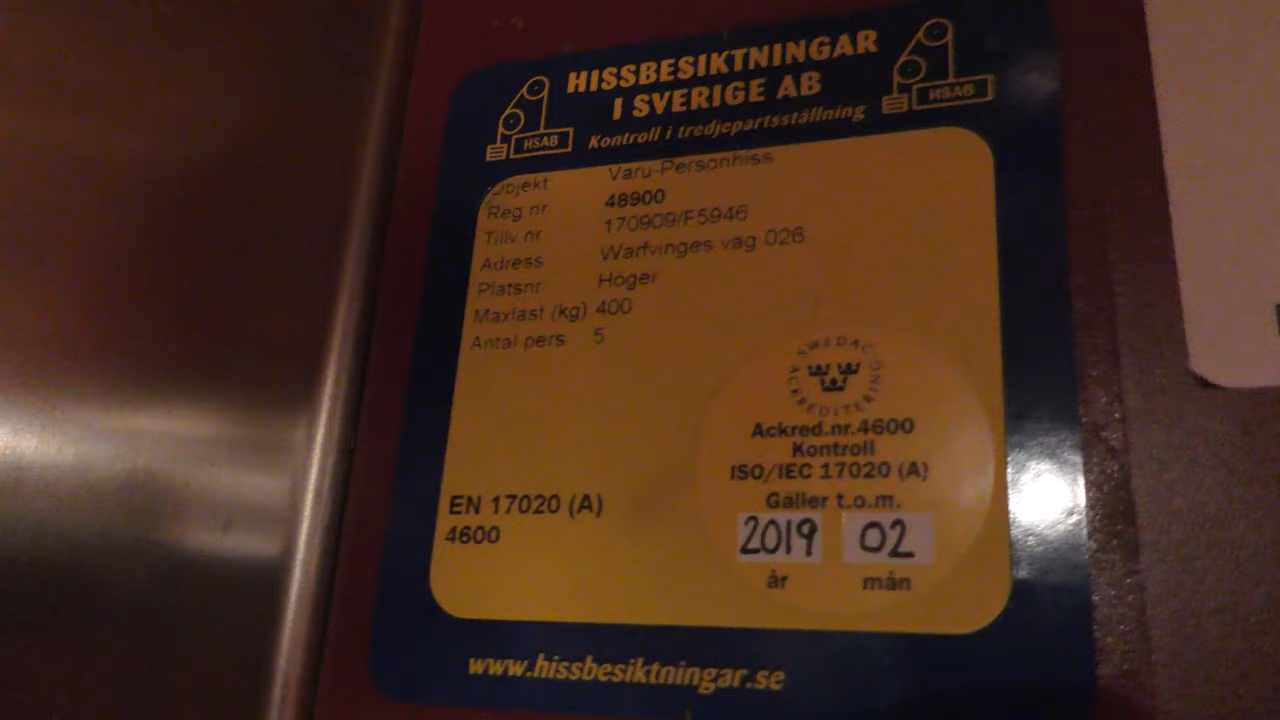 HISSBESIKTNINGAR
I SVERIGE AB
Kontroll i tredjepartsställning
HSAB
HSAB
Objekt Varu-Personhiss
Reg nr 48900
Tillv nr 170909/F5946
Adress Warfvinges väg 026
Platsnr Höger
Maxlast (kg) 400
Antal pers 5
SWEDAC ACKREDITERING
Ackred.nr.4600
Kontroll
ISO/IEC 17020 (A)
Gäller t.o.m.
2019 02
år mån
EN 17020 (A)
4600
www.hissbesiktningar.se